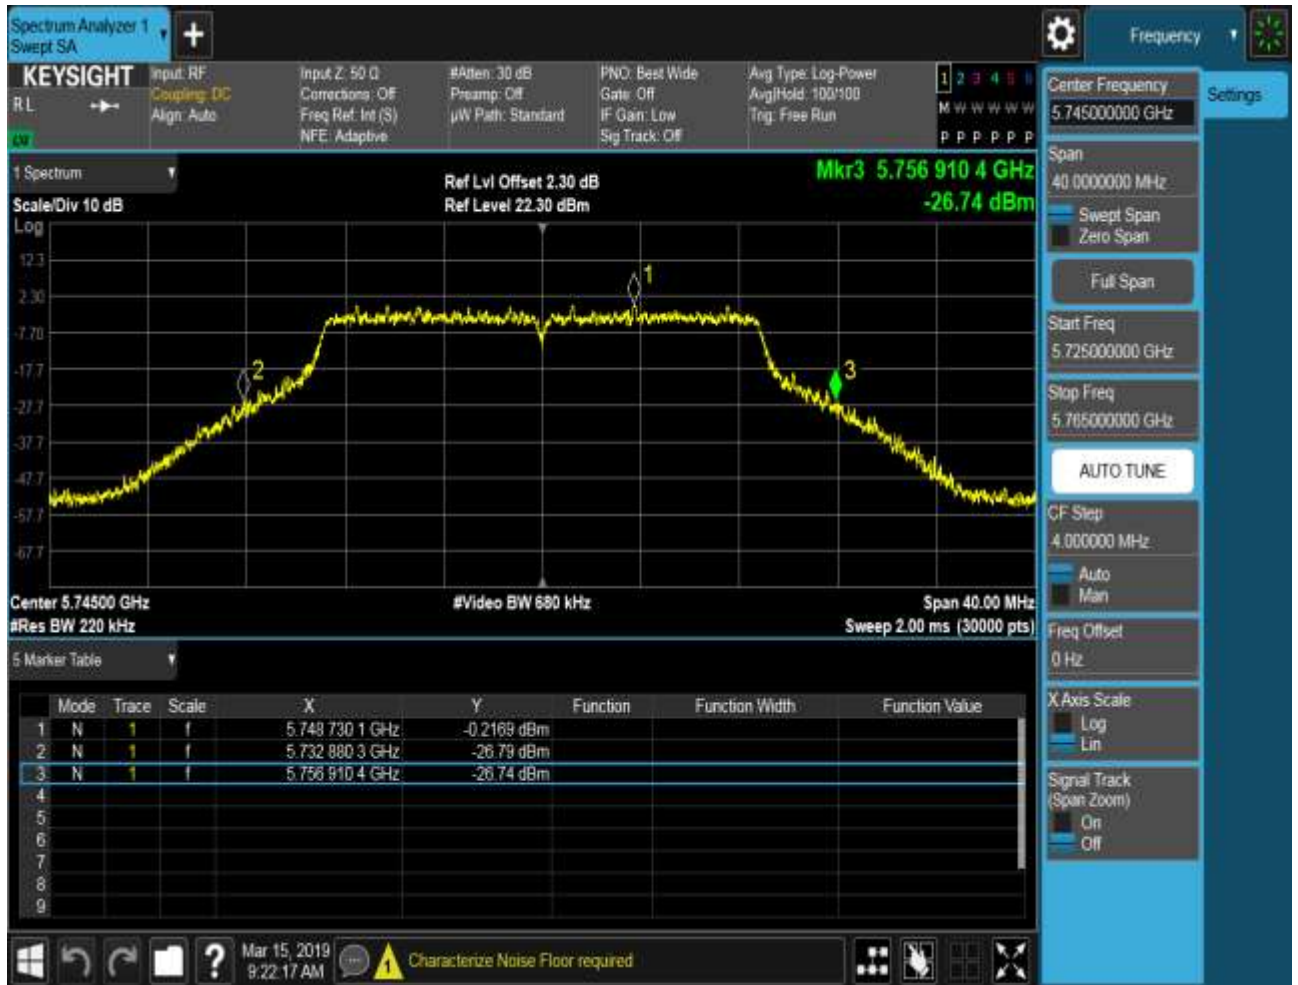 Spectrum Analyzer 1
Swept SA
Frequency
KEYSIGHT
R L
Input: RF
Coupling: DC
Align: Auto
Input Z: 50 Ω
Corrections: Off
Freq Ref: Int (S)
NFE: Adaptive
#Atten: 30 dB
Preamp: Off
µW Path: Standard
PNO: Best Wide
Gate: Off
IF Gain: Low
Sig Track: Off
Avg Type: Log-Power
Avg|Hold: 100/100
Trig: Free Run
1 2 3 4 5 6
M W W W W W
P P P P P P
1 Spectrum
Scale/Div 10 dB
Ref Lvl Offset 2.30 dB
Ref Level 22.30 dBm
Mkr3 5.756 910 4 GHz
-26.74 dBm
Log
12.3
2.30
-7.70
-17.7
-27.7
-37.7
-47.7
-57.7
-67.7
1
2
3
Center 5.74500 GHz
#Video BW 680 kHz
Span 40.00 MHz
#Res BW 220 kHz
Sweep 2.00 ms (30000 pts)
5 Marker Table
Mode Trace Scale X Y Function Function Width Function Value
1 N 1 f 5.748 730 1 GHz -0.2169 dBm
2 N 1 f 5.732 880 3 GHz -26.79 dBm
3 N 1 f 5.756 910 4 GHz -26.74 dBm
4
5
6
7
8
9
Mar 15, 2019
9:22:17 AM
1
Characterize Noise Floor required
?
Center Frequency
5.745000000 GHz
Settings
Span
40.0000000 MHz
Swept Span
Zero Span
Full Span
Start Freq
5.725000000 GHz
Stop Freq
5.765000000 GHz
AUTO TUNE
CF Step
4.000000 MHz
Auto
Man
Freq Offset
0 Hz
X Axis Scale
Log
Lin
Signal Track
(Span Zoom)
On
Off